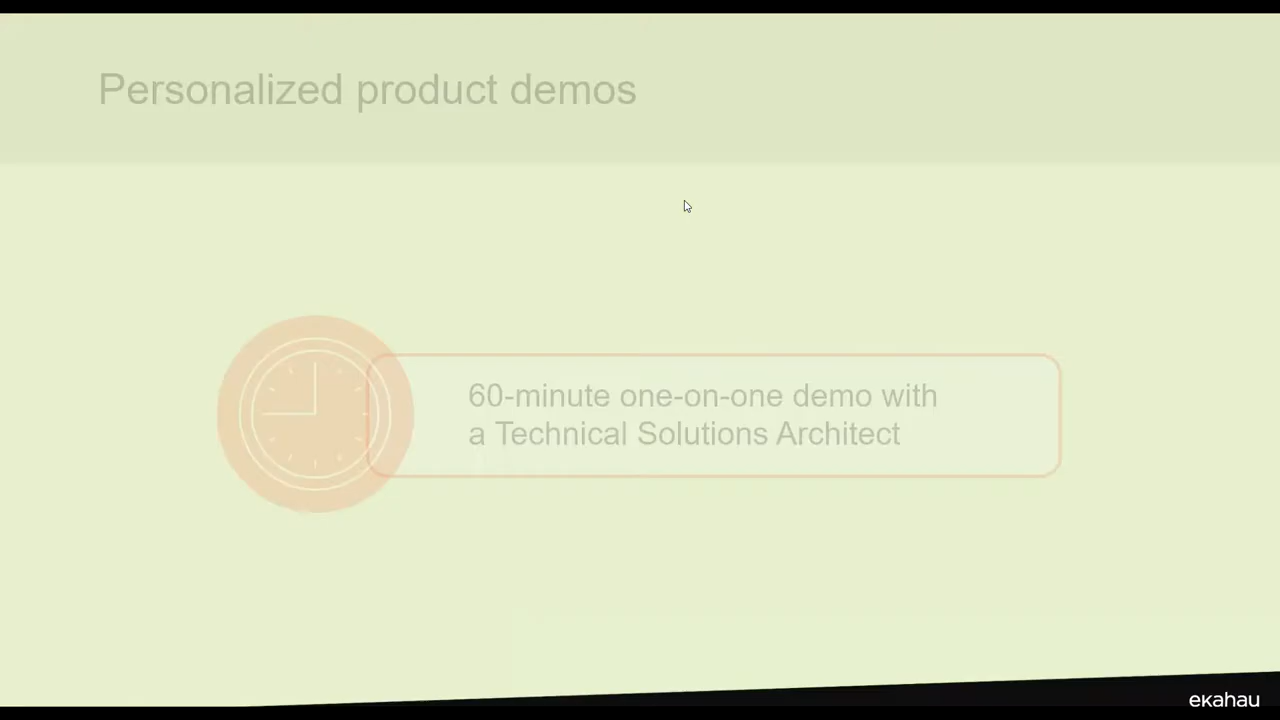 Personalized product demos
60-minute one-on-one demo with
a Technical Solutions Architect
ekahau